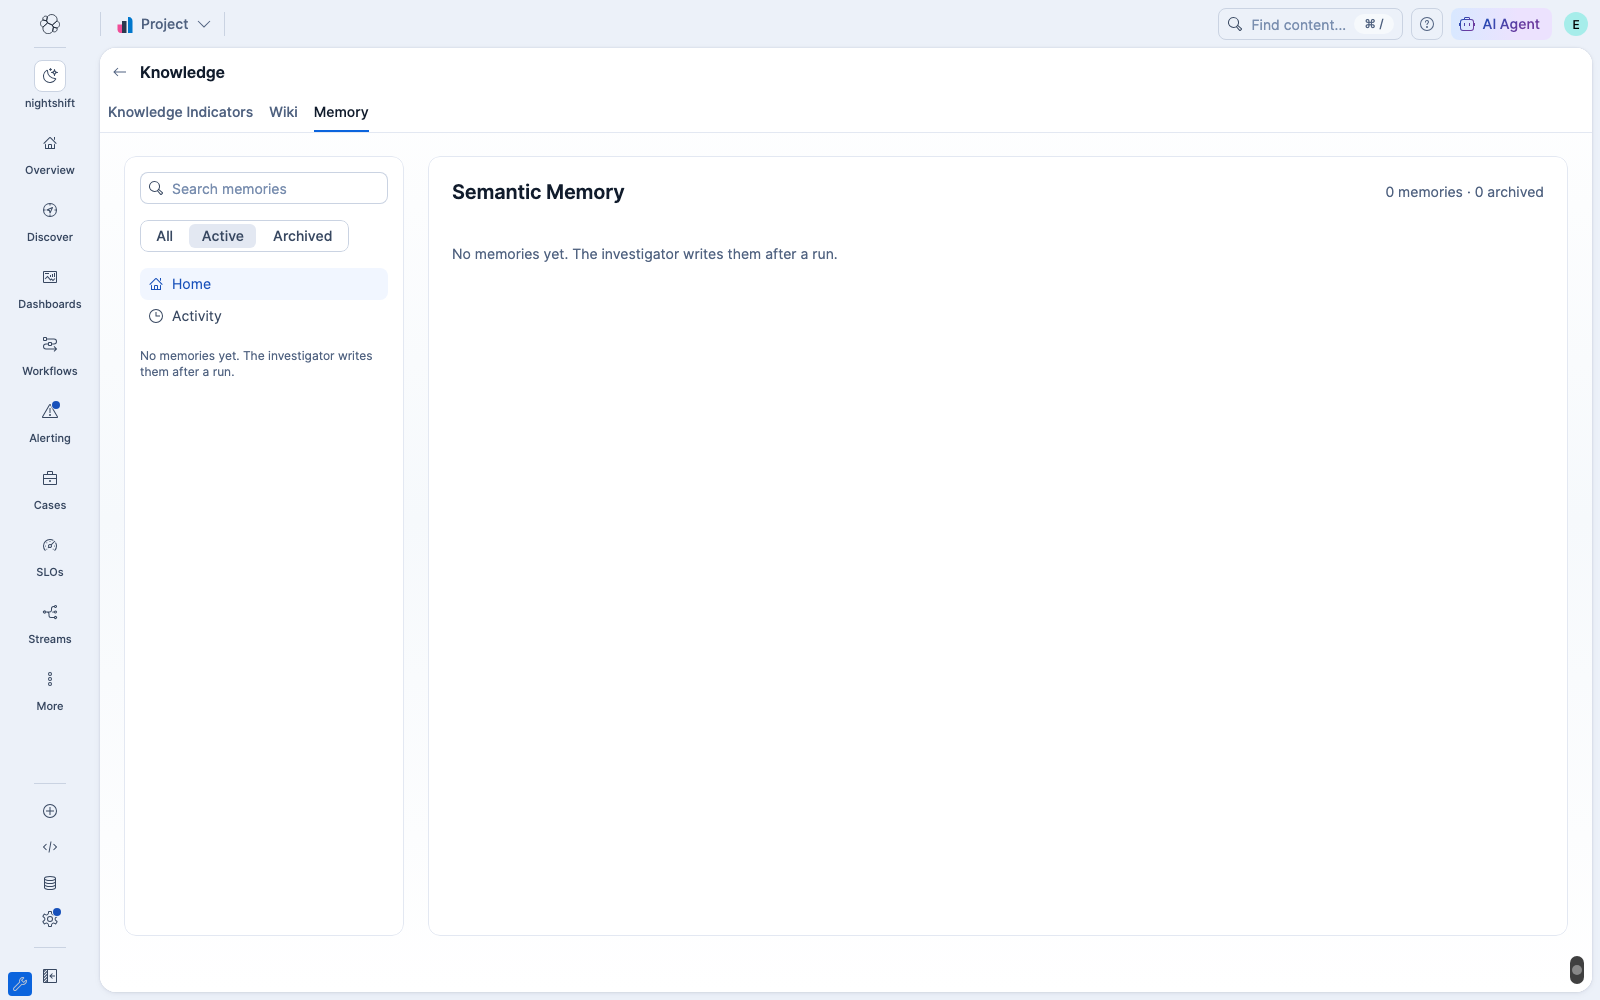 Project
Find content...
⌘ /
AI Agent
E
nightshift
Overview
Discover
Dashboards
Workflows
Alerting
Cases
SLOs
Streams
More
Knowledge
Knowledge Indicators
Wiki
Memory
Search memories
All
Active
Archived
Home
Activity
No memories yet. The investigator writes
them after a run.
Semantic Memory
0 memories · 0 archived
No memories yet. The investigator writes them after a run.